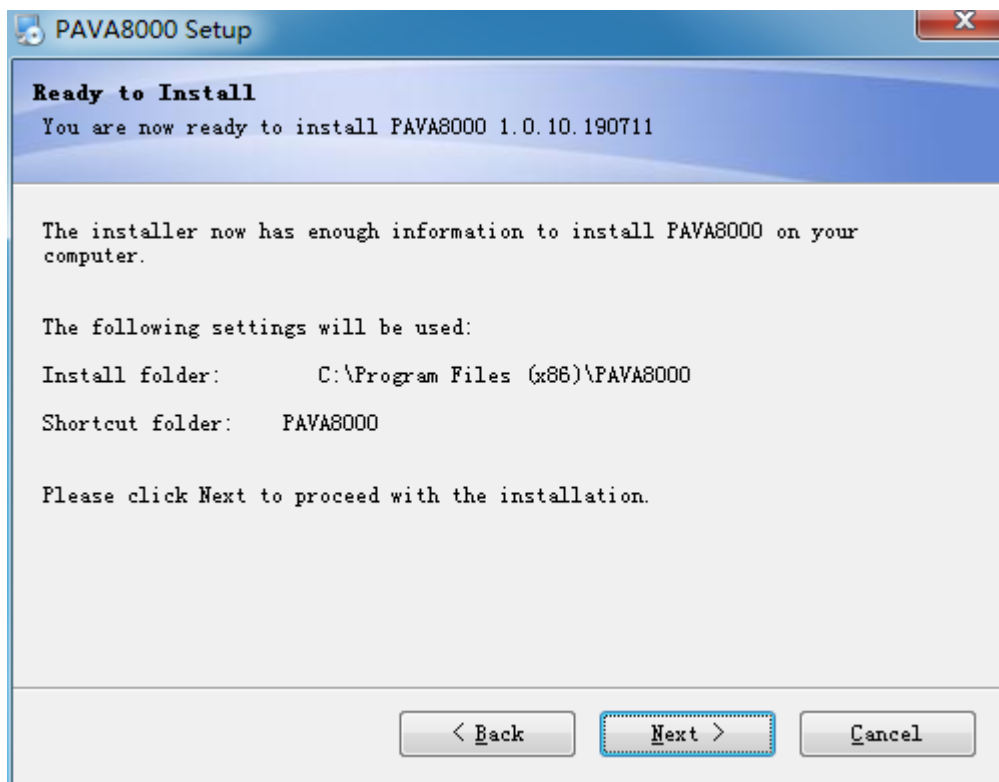 PAVA8000 Setup
Ready to Install
You are now ready to install PAVA8000 1.0.10.190711
The installer now has enough information to install PAVA8000 on your
computer.
The following settings will be used:
Install folder: C:\Program Files (x86)\PAVA8000
Shortcut folder: PAVA8000
Please click Next to proceed with the installation.
< Back Next > Cancel